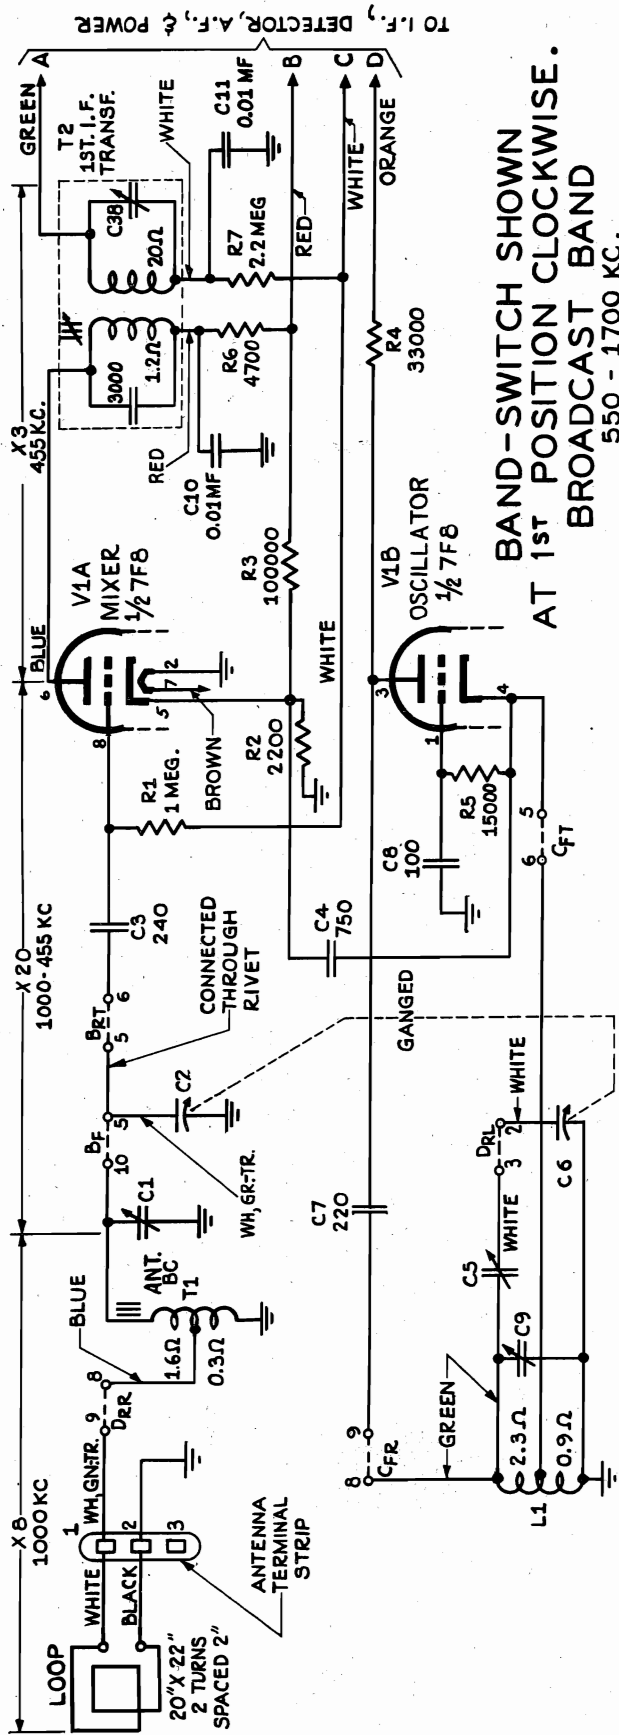 X 8
1000 KC
X 20
1000-455 KC
X 3
455 KC.
LOOP
WHITE
BLACK
20"X 22"
2 TURNS
SPACED 2"
1
2
3
WH,GN-TR.
ANTENNA
TERMINAL
STRIP
9
8
DRR
BLUE
1.6Ω
0.3Ω
ANT.
BC
T1
C1
10
5
BF
WH,GR-TR.
C2
5
6
BRT
CONNECTED
THROUGH
RIVET
C3
240
R1
1 MEG.
BROWN
8
6
BLUE
V1A
MIXER
1/2 7F8
5
7
2
R2
2200
WHITE
R3
100000
RED
C10
0.01MF
3000
1.2Ω
R6
4700
20Ω
C38
T2
1ST. I.F.
TRANSF.
GREEN
WHITE
R7
2.2 MEG
C11
0.01 MF
RED
WHITE
ORANGE
A
B
C
D
TO I.F., DETECTOR, A.F., & POWER
C4
750
GANGED
C7
220
8
9
CFR
GREEN
2.3Ω
0.9Ω
L1
C9
C5
WHITE
3
2
DRL
WHITE
C6
C8
100
R5
15000
1
3
4
V1B
OSCILLATOR
1/2 7F8
6
5
CFT
R4
33000
BAND-SWITCH SHOWN
AT 1ST POSITION CLOCKWISE.
BROADCAST BAND
550 - 1700 KC.